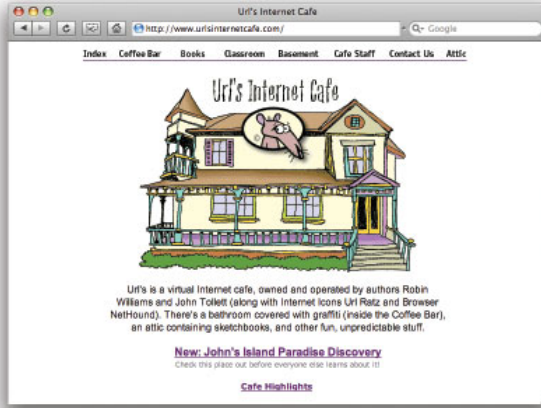 Url's Internet Cafe
http://www.urlsinternetcafe.com/
Google
Index Coffee Bar Books Classroom Basement Cafe Staff Contact Us Attic
Url's Internet Cafe
©
Url's is a virtual Internet cafe, owned and operated by authors Robin
Williams and John Tollett (along with Internet Icons Url Ratz and Browser
NetHound). There's a bathroom covered with graffiti (inside the Coffee Bar),
an attic containing sketchbooks, and other fun, unpredictable stuff.
New: John's Island Paradise Discovery
Check this place out before everyone else learns about it!
Cafe Highlights